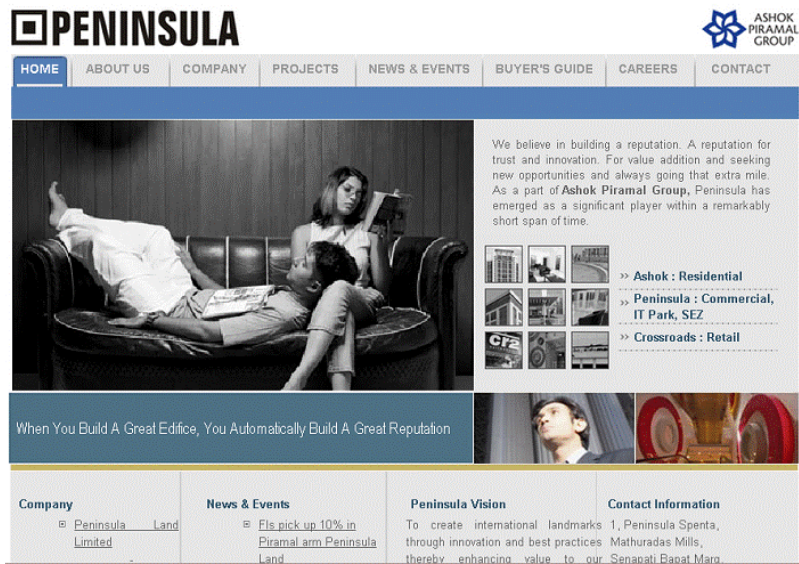 PENINSULA
ASHOK
PIRAMAL
GROUP
HOME
ABOUT US
COMPANY
PROJECTS
NEWS & EVENTS
BUYER'S GUIDE
CAREERS
CONTACT
We believe in building a reputation. A reputation for
trust and innovation. For value addition and seeking
new opportunities and always going that extra mile.
As a part of Ashok Piramal Group, Peninsula has
emerged as a significant player within a remarkably
short span of time.
cr2
Ashok : Residential
Peninsula : Commercial,
IT Park, SEZ
Crossroads : Retail
When You Build A Great Edifice, You Automatically Build A Great Reputation
Company
Peninsula Land
Limited
News & Events
FIs pick up 10% in
Piramal arm Peninsula
Land
Peninsula Vision
To create international landmarks
through innovation and best practices
thereby enhancing value to our
Contact Information
1, Peninsula Spenta,
Mathuradas Mills,
Senapati Bapat Marg,